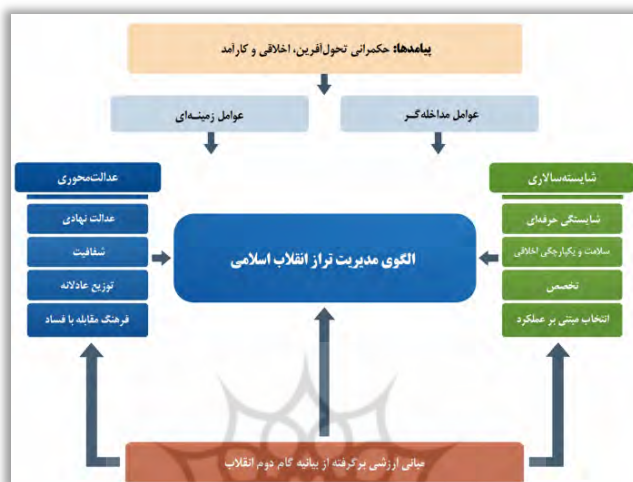 پیامدها: حکمرانی تحول‌آفرین، اخلاقی و کارآمد
عوامل مداخله‌گر
عوامل زمینه‌ای
شایسته‌سالاری
شایستگی حرفه‌ای
سلامت و یکپارچگی اخلاقی
تخصص
انتخاب مبتنی بر عملکرد
الگوی مدیریت تراز انقلاب اسلامی
عدالت‌محوری
عدالت نهادی
شفافیت
توزیع عادلانه
فرهنگ مقابله با فساد
مبانی ارزشی برگرفته از بیانیه گام دوم انقلاب